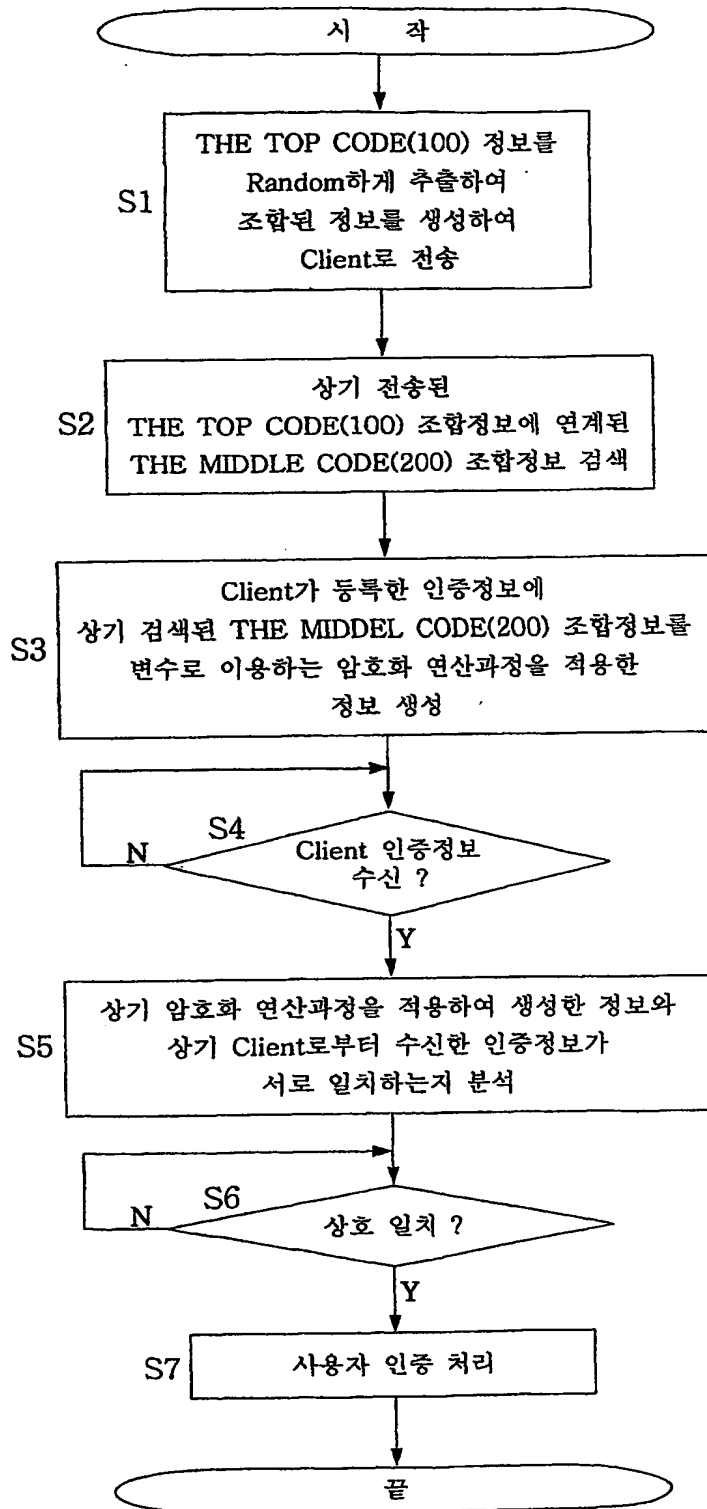 시 작
S1
THE TOP CODE(100) 정보를
Random하게 추출하여
조합된 정보를 생성하여
Client로 전송
S2
상기 전송된
THE TOP CODE(100) 조합정보에 연계된
THE MIDDLE CODE(200) 조합정보 검색
S3
Client가 등록한 인증정보에
상기 검색된 THE MIDDEL CODE(200) 조합정보를
변수로 이용하는 암호화 연산과정을 적용한
정보 생성
S4
N
Client 인증정보
수신 ?
Y
S5
상기 암호화 연산과정을 적용하여 생성한 정보와
상기 Client로부터 수신한 인증정보가
서로 일치하는지 분석
S6
N
상호 일치 ?
Y
S7
사용자 인증 처리
끝